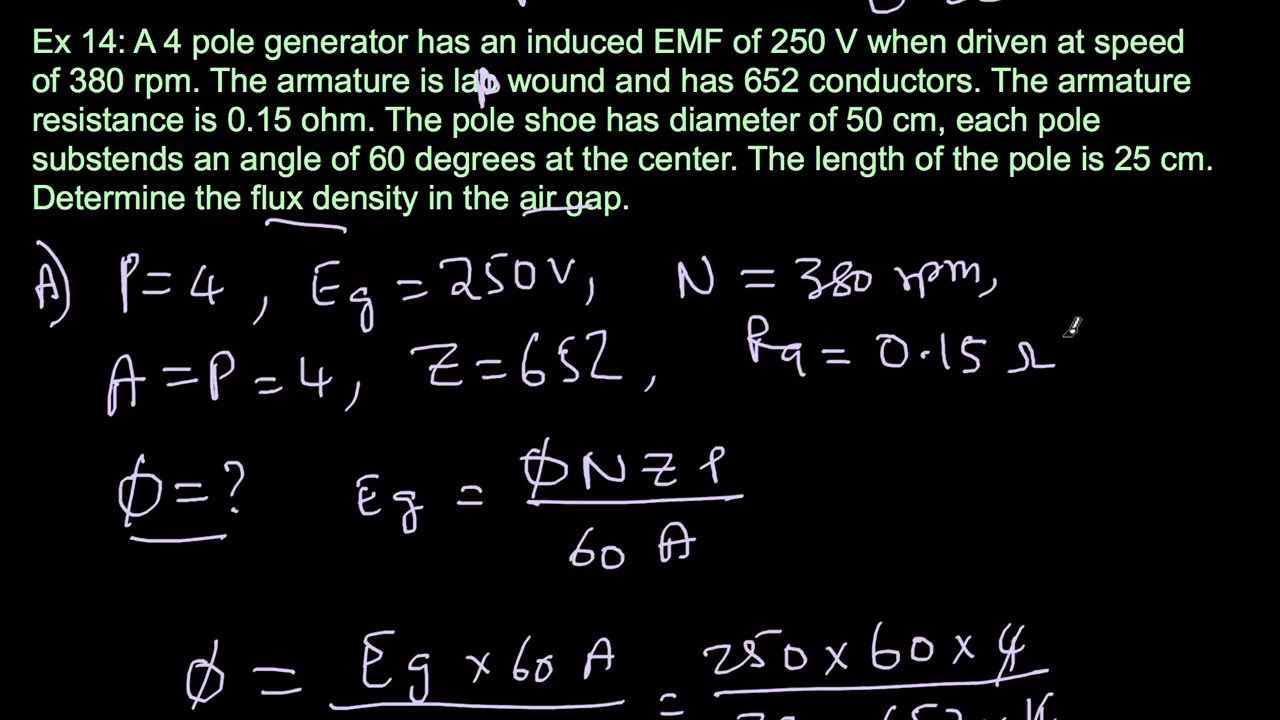 Ex 14: A 4 pole generator has an induced EMF of 250 V when driven at speed
of 380 rpm. The armature is lap wound and has 652 conductors. The armature
resistance is 0.15 ohm. The pole shoe has diameter of 50 cm, each pole
substends an angle of 60 degrees at the center. The length of the pole is 25 cm.
Determine the flux density in the air gap.
A) P = 4, Eg = 250V, N = 380 rpm,
A = P = 4, Z = 652, Ra = 0.15 Ω
φ = ? Eg = φNZP
60 A
φ = Eg × 60 A = 250 × 60 × 4